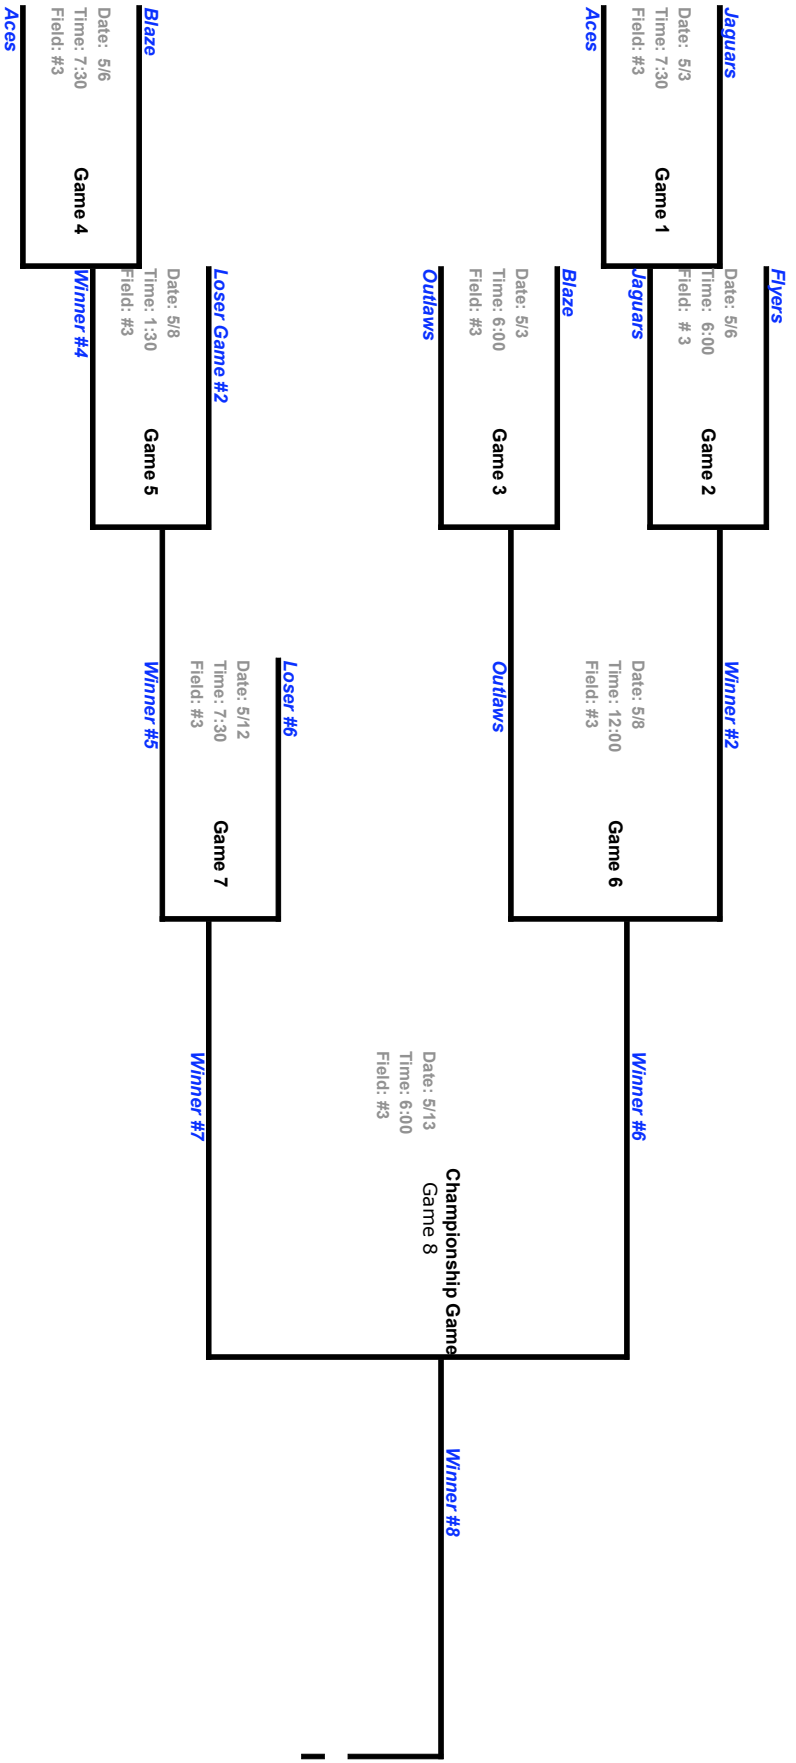 Jaguars
Date: 5/3
Time: 7:30
Field: #3
Game 1
Aces
Flyers
Date: 5/6
Time: 6:00
Field: # 3
Game 2
Jaguars
Blaze
Date: 5/3
Time: 6:00
Field: #3
Game 3
Outlaws
Winner #2
Date: 5/8
Time: 12:00
Field: #3
Game 6
Outlaws
Blaze
Date: 5/6
Time: 7:30
Field: #3
Game 4
Aces
Loser Game #2
Date: 5/8
Time: 1:30
Field: #3
Game 5
Winner #4
Loser #6
Date: 5/12
Time: 7:30
Field: #3
Game 7
Winner #5
Winner #6
Championship Game
Game 8
Date: 5/13
Time: 6:00
Field: #3
Winner #7
Winner #8